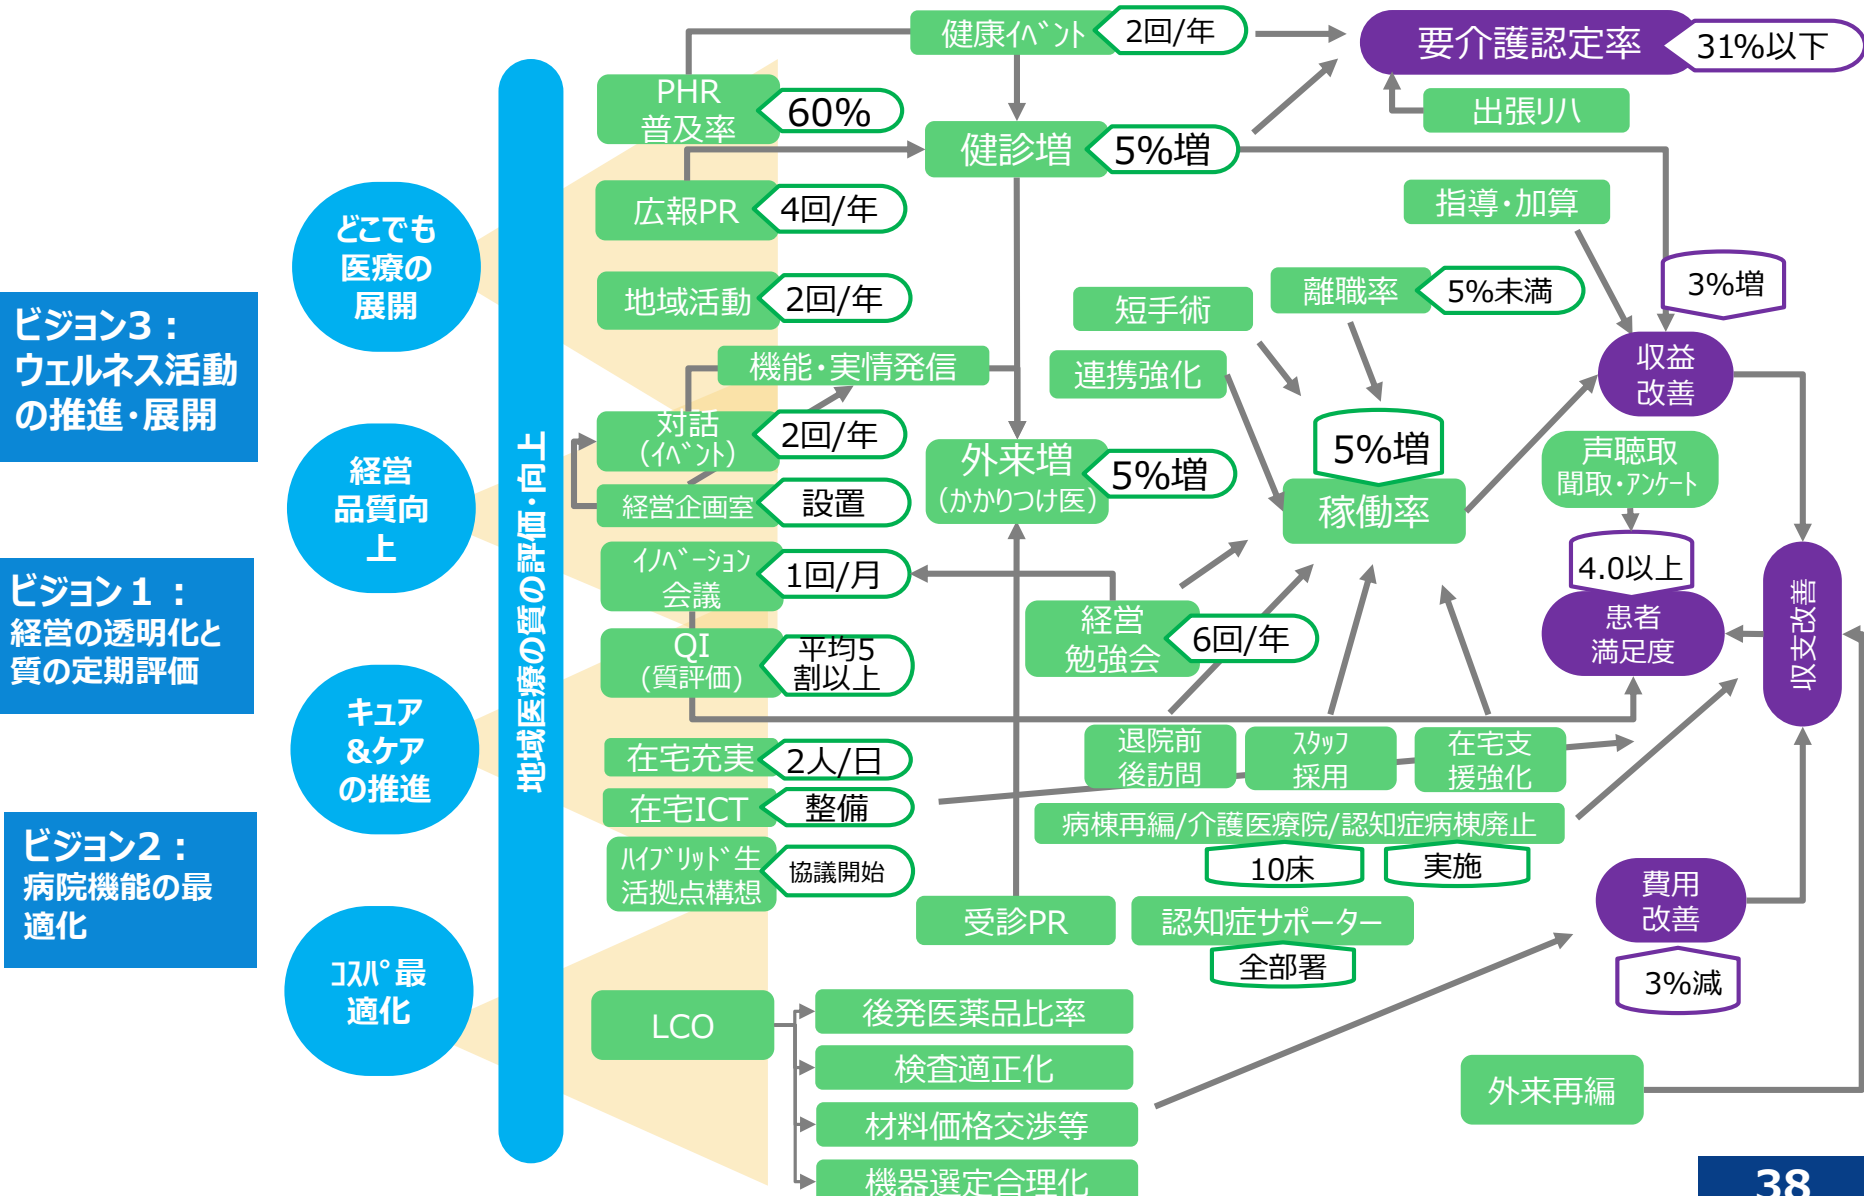 ビジョン3：
ウェルネス活動
の推進・展開
ビジョン１：
経営の透明化と
質の定期評価
ビジョン2：
病院機能の最
適化
どこでも
医療の
展開
経営
品質向
上
キュア
&ケア
の推進
ｺｽﾊﾟ最
適化
地域医療の質の評価・向上
健康ｲﾍﾞﾝﾄ
2回/年
要介護認定率
31%以下
PHR
普及率
60%
出張リハ
健診増
5%増
広報PR
4回/年
指導・加算
地域活動
2回/年
離職率
5%未満
3%増
短手術
機能・実情発信
連携強化
収益
改善
対話
(ｲﾍﾞﾝﾄ)
2回/年
外来増
(かかりつけ医)
5%増
5%増
稼働率
声聴取
聞取・ｱﾝｹｰﾄ
経営企画室
設置
ｲﾉﾍﾞｰｼｮﾝ
会議
1回/月
4.0以上
患者
満足度
収支改善
経営
勉強会
6回/年
QI
(質評価)
平均5
割以上
退院前
後訪問
ｽﾀｯﾌ
採用
在宅支
援強化
在宅充実
2人/日
在宅ICT
整備
病棟再編/介護医療院/認知症病棟廃止
10床
実施
ﾊｲﾌﾞﾘｯﾄﾞ生
活拠点構想
協議開始
受診PR
認知症サポーター
全部署
費用
改善
3%減
LCO
後発医薬品比率
検査適正化
材料価格交渉等
機器選定合理化
外来再編
38